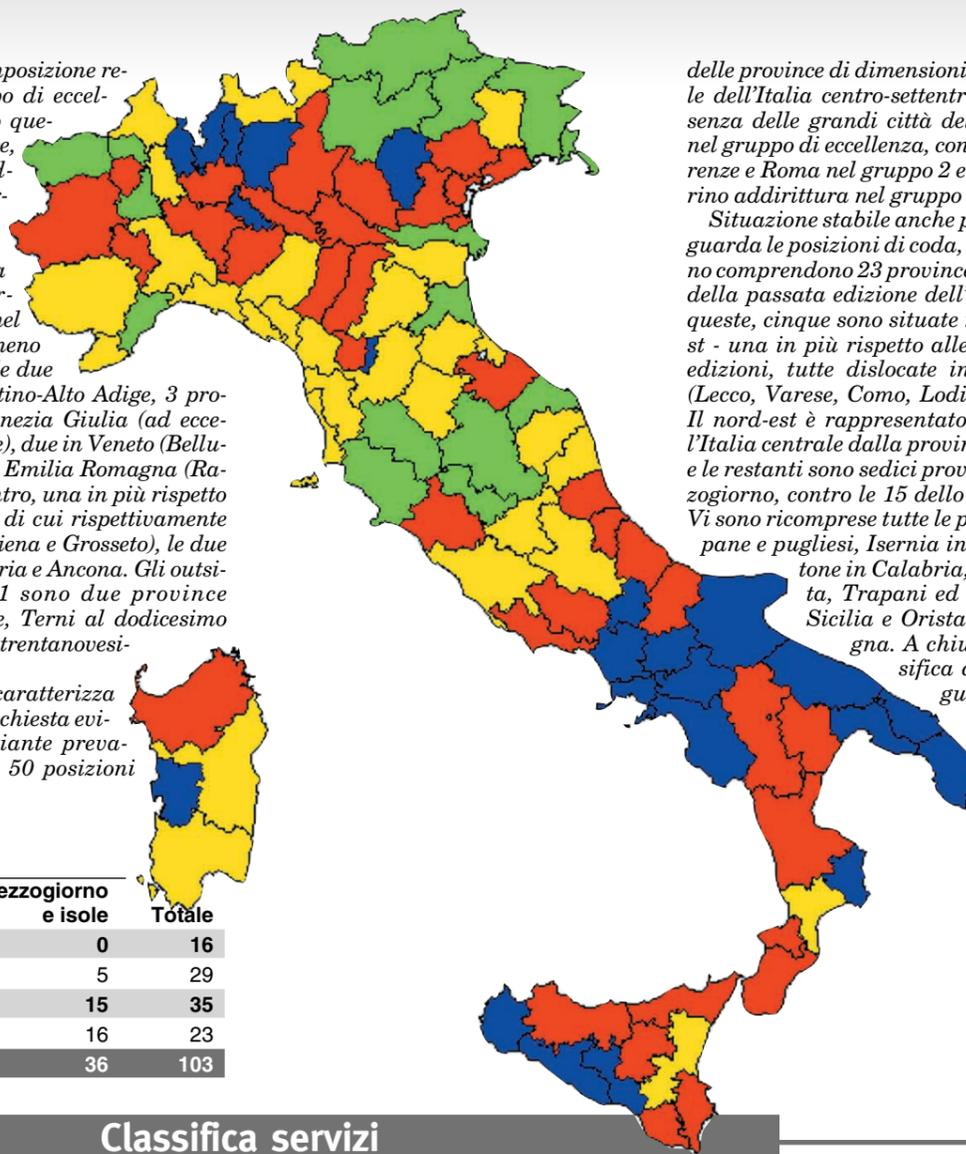 mposizione re-
po di eccel-
que-
e due
tino-Alto Adige, 3 pro-
enezia Giulia (ad ecce-
e), due in Veneto (Bellu-
Emilia Romagna (Ra-
ntro, una in più rispetto
di cui rispettivamente
iena e Grosseto), le due
ria e Ancona. Gli outsi-
1 sono due province
e, Terni al dodicesimo
trentanovesi-
caratterizza
chiesta evi-
iante preva-
50 posizioni
ezzogiorno
e isole Totale
0 16
5 29
15 35
16 23
36 103
delle province di dimensioni
le dell'Italia centro-settentr
senza delle grandi città del
nel gruppo di eccellenza, con
renze e Roma nel gruppo 2 e
rino addirittura nel gruppo
Situazione stabile anche p
guarda le posizioni di coda,
no comprendono 23 province
della passata edizione dell'
queste, cinque sono situate
st - una in più rispetto alle
edizioni, tutte dislocate in
(Lecco, Varese, Como, Lodi
Il nord-est è rappresentato
l'Italia centrale dalla provin
e le restanti sono sedici prov
zogiorno, contro le 15 dello
Vi sono ricomprese tutte le p
pane e pugliesi, Isernia in
tone in Calabria,
ta, Trapani ed
Sicilia e Orista
gna. A chiu
sifica c
gu
Classifica servizi